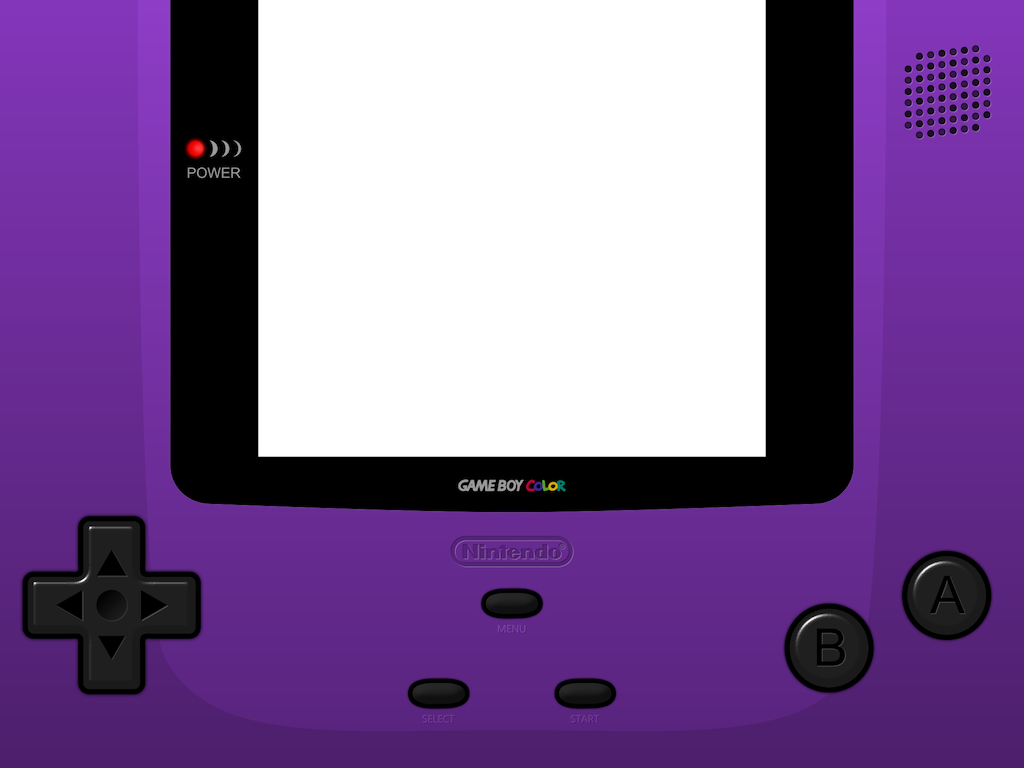 POWER
GAME BOY COLOR
Nintendo®
MENU
A
B
SELECT
START